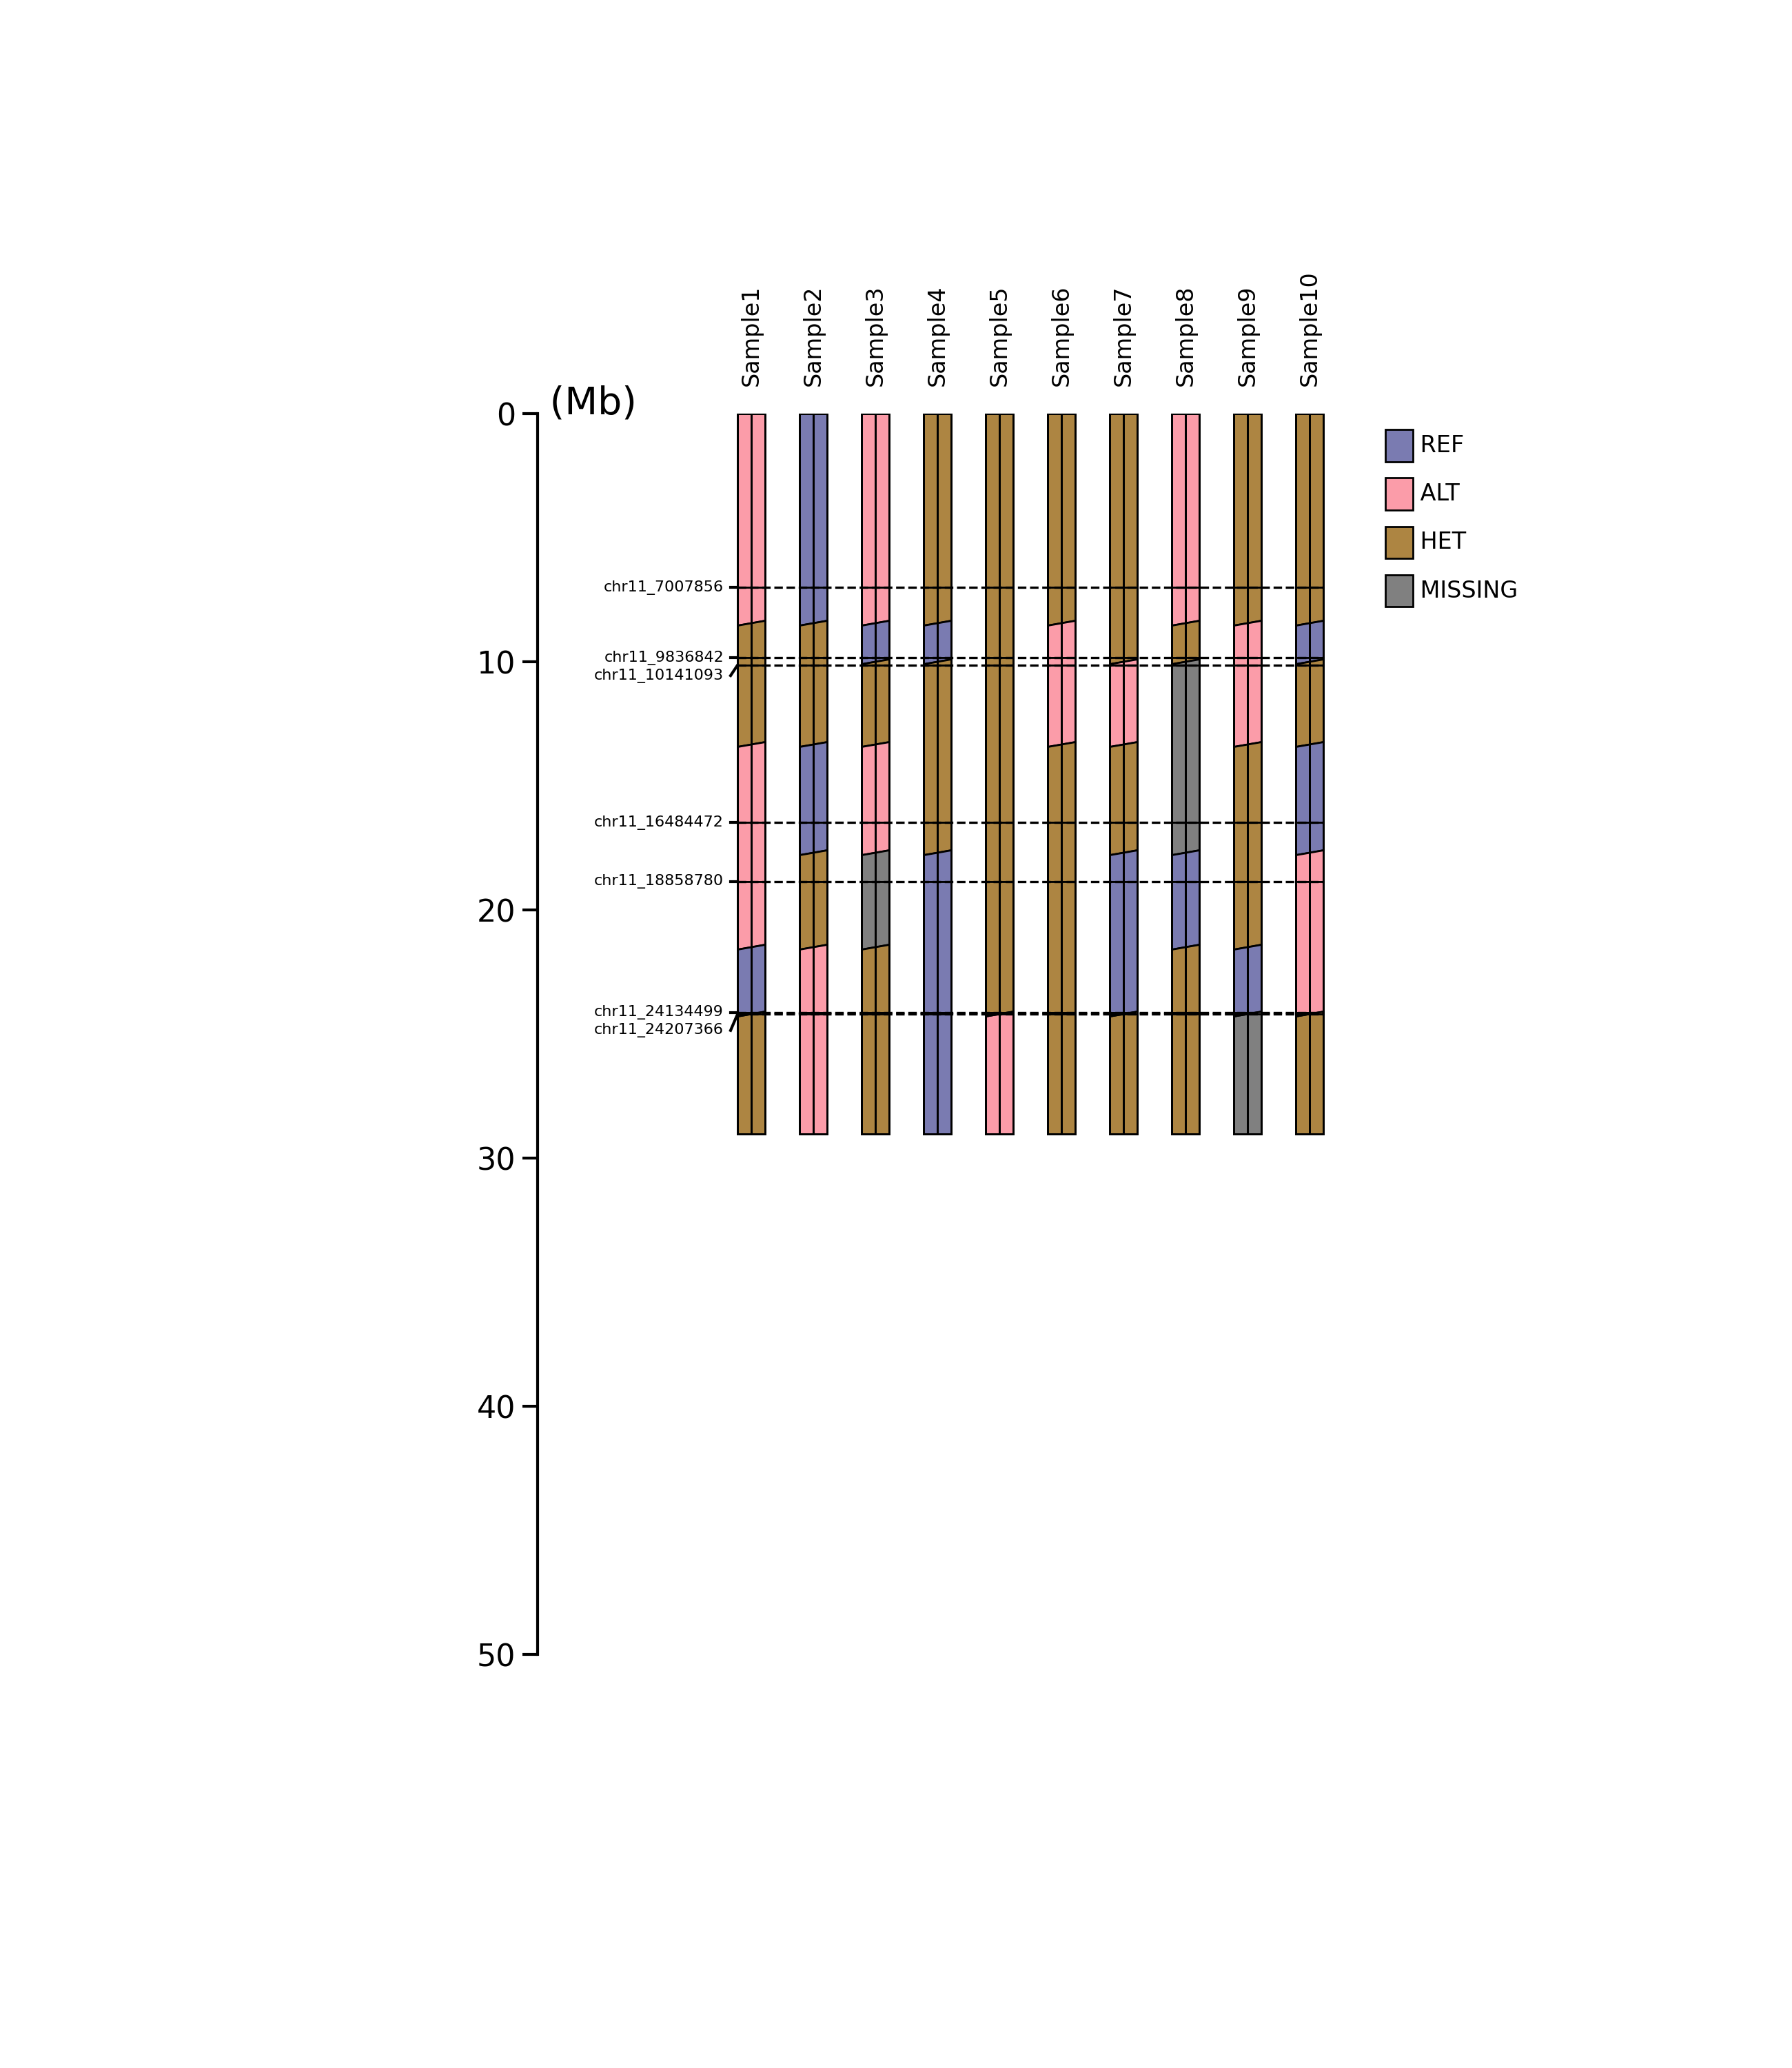 Sample1
Sample2
Sample3
Sample4
Sample5
Sample6
Sample7
Sample8
Sample9
Sample10
(Mb)
0
10
20
30
40
50
chr11_7007856
chr11_9836842
chr11_10141093
chr11_16484472
chr11_18858780
chr11_24134499
chr11_24207366
REF
ALT
HET
MISSING